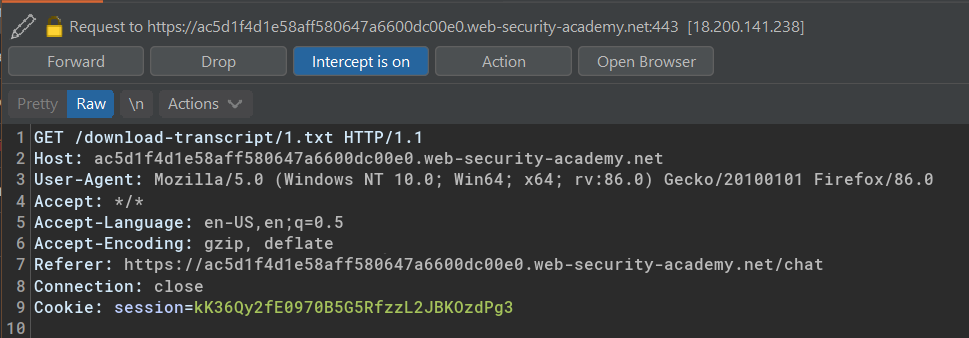 Request to https://ac5d1f4d1e58aff580647a6600dc00e0.web-security-academy.net:443 [18.200.141.238]
Forward Drop Intercept is on Action Open Browser
Pretty Raw \n Actions
1 GET /download-transcript/1.txt HTTP/1.1
2 Host: ac5d1f4d1e58aff580647a6600dc00e0.web-security-academy.net
3 User-Agent: Mozilla/5.0 (Windows NT 10.0; Win64; x64; rv:86.0) Gecko/20100101 Firefox/86.0
4 Accept: */*
5 Accept-Language: en-US,en;q=0.5
6 Accept-Encoding: gzip, deflate
7 Referer: https://ac5d1f4d1e58aff580647a6600dc00e0.web-security-academy.net/chat
8 Connection: close
9 Cookie: session=kK36Qy2fE0970B5G5RfzzL2JBKOzdPg3
10